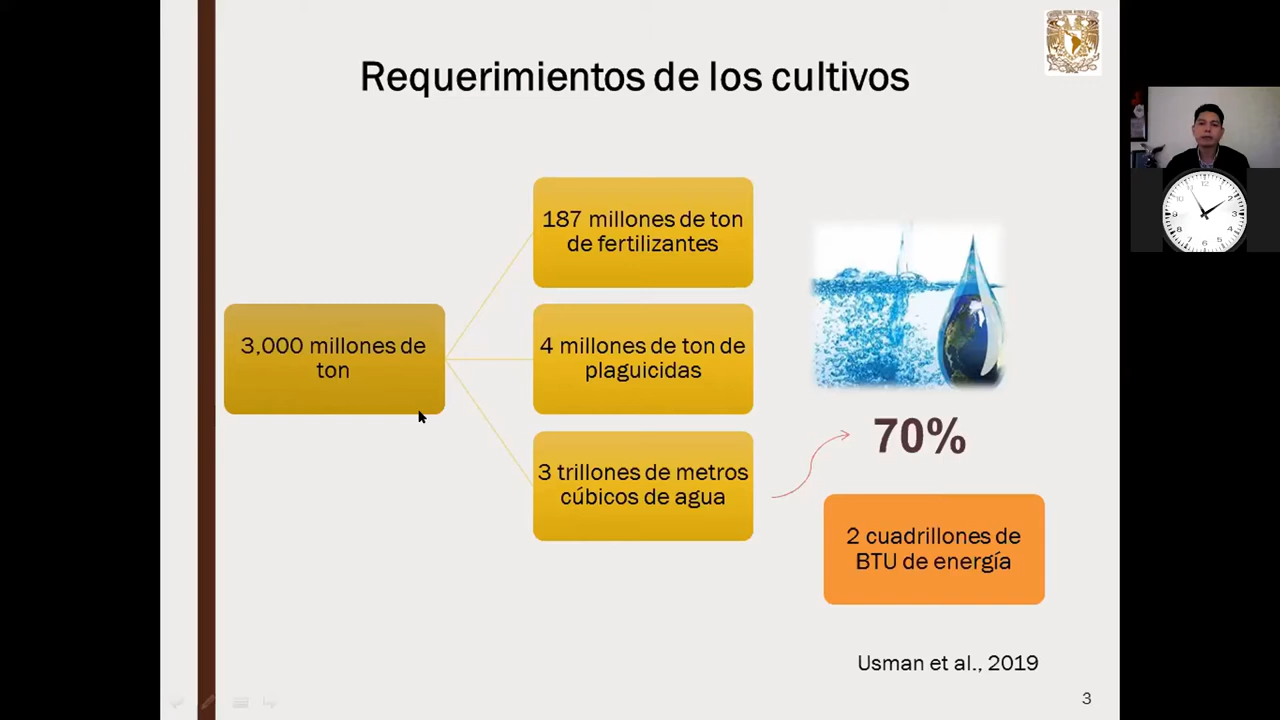 Requerimientos de los cultivos
187 millones de ton
de fertilizantes
3,000 millones de
ton
4 millones de ton de
plaguicidas
3 trillones de metros
cúbicos de agua
70%
2 cuadrillones de
BTU de energía
Usman et al., 2019
3